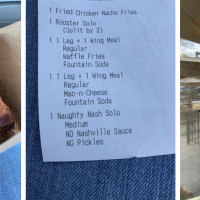 1 Fried Chicken Nacho Fries
1 Rooster Solo
(Split by 2)
1 1 Leg + 1 Wing Meal
Regular
Waffle Fries
Fountain Soda
1 1 Leg + 1 Wing Meal
Regular
Mac-n-Cheese
Fountain Soda
1 Naughty Nash Solo
Medium
NO Nashville Sauce
NO Pickles